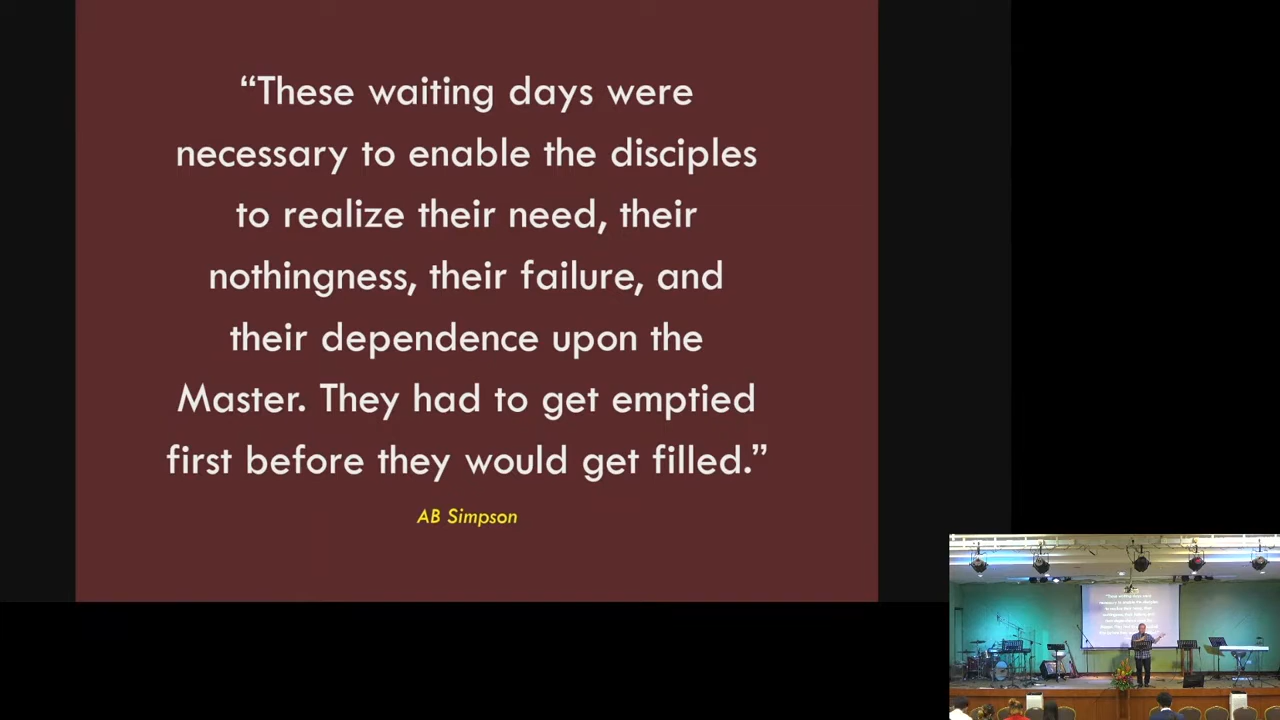 “These waiting days were
necessary to enable the disciples
to realize their need, their
nothingness, their failure, and
their dependence upon the
Master. They had to get emptied
first before they would get filled.”
AB Simpson